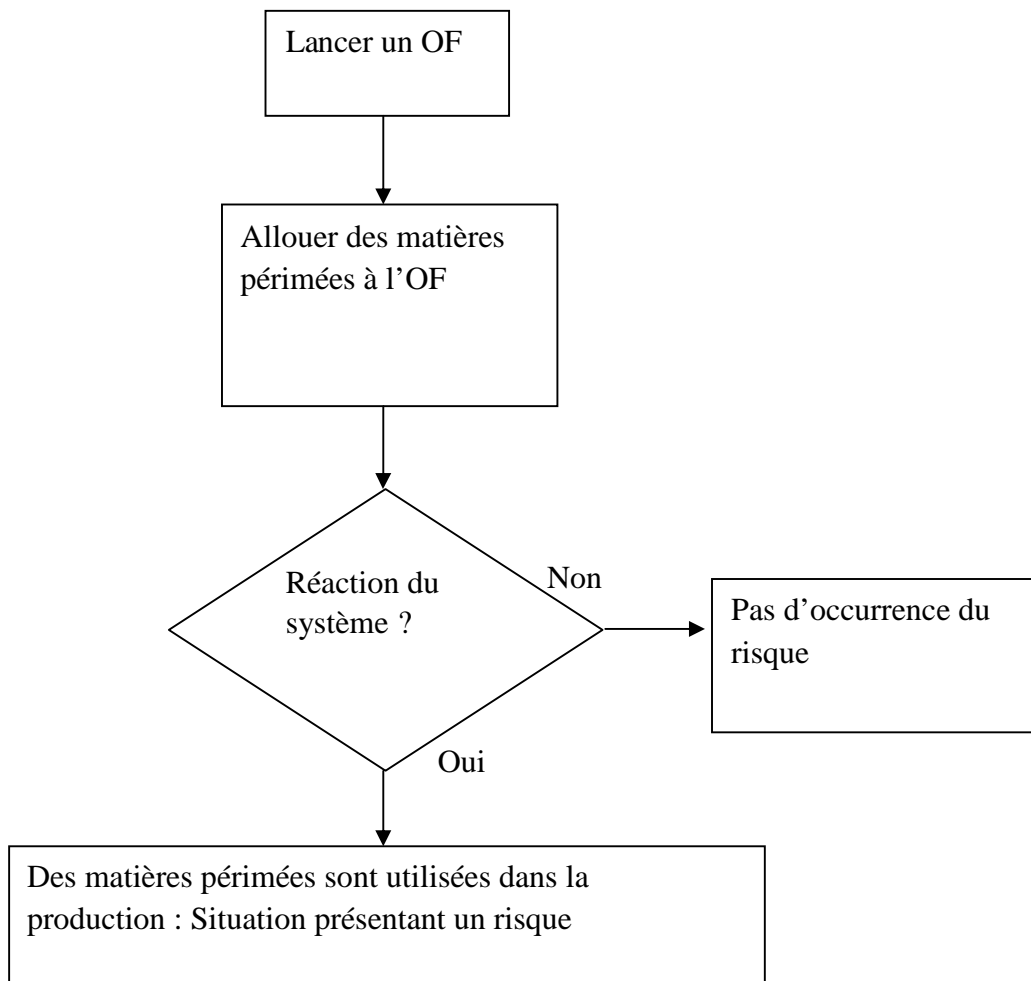 Lancer un OF
Allouer des matières
périmées à l’OF
Réaction du
système ?
Non
Pas d’occurrence du
risque
Oui
Des matières périmées sont utilisées dans la
production : Situation présentant un risque